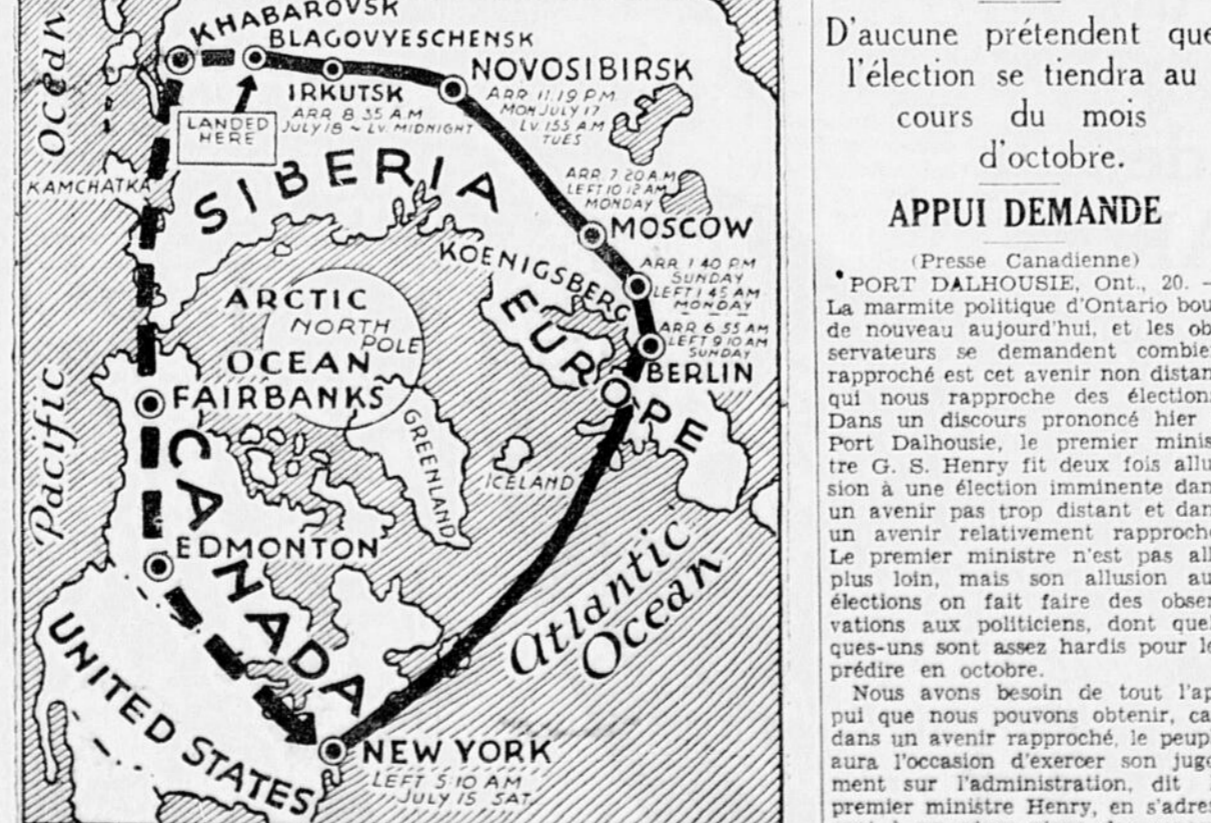 Ocean
KHABAROVSK
BLAGOVYESCHENSK
NOVOSIBIRSK
ARR 11.19 P.M.
MON JULY 17
LV. 1 55 A M
TUES
IRKUTSK
ARR 8 35 A.M
JULY 18 ~ LV. MIDNIGHT
LANDED
HERE
KAMCHATKA
SIBERIA
ARR 7 20 A.M
LEFT 10 12 AM
MONDAY
MOSCOW
KOENIGSBERG
ARR 1 40 P.M
SUNDAY
LEFT 1 45 AM
MONDAY
ARR 6 55 AM
LEFT 9 10 AM
SUNDAY
BERLIN
EUROPE
ARCTIC
OCEAN
NORTH
POLE
FAIRBANKS
GREENLAND
ICELAND
Pacific
CANADA
EDMONTON
Atlantic
Ocean
UNITED STATES
NEW YORK
LEFT 5:10 AM
JULY 15 SAT.
D'aucune prétendent que
l'élection se tiendra au
cours du mois
d'octobre.
APPUI DEMANDE
(Presse Canadienne)
PORT DALHOUSIE, Ont., 20. —
La marmite politique d'Ontario bou
de nouveau aujourd'hui, et les ob
servateurs se demandent combie
rapproché est cet avenir non distan
qui nous rapproche des élection
Dans un discours prononcé hier
Port Dalhousie, le premier minis
tre G. S. Henry fit deux fois allu
sion à une élection imminente dan
un avenir pas trop distant et dan
un avenir relativement rapproch
Le premier ministre n'est pas all
plus loin, mais son allusion au
élections on fait faire des obser
vations aux politiciens, dont quel
ques-uns sont assez hardis pour le
prédire en octobre.
Nous avons besoin de tout l'ap
pui que nous pouvons obtenir, ca
dans un avenir rapproché, le peupl
aura l'occasion d'exercer son juge
ment sur l'administration, dit
premier ministre Henry, en s'adres